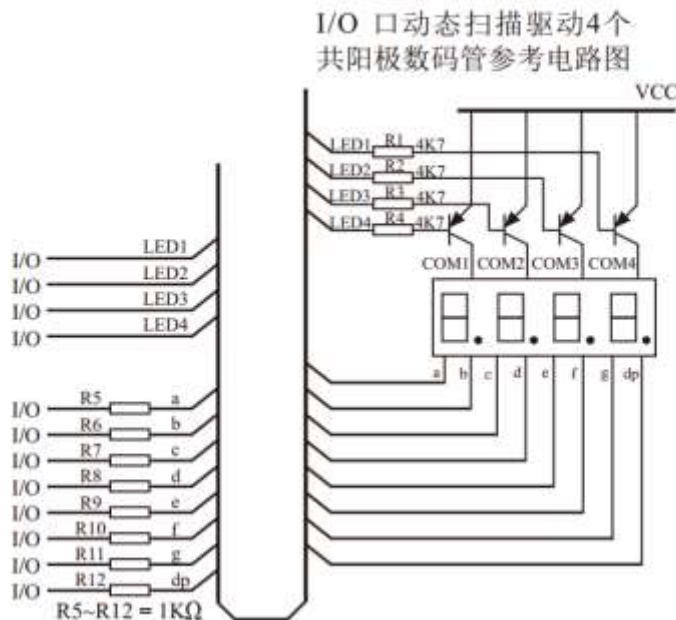 I/O 口动态扫描驱动4个
共阳极数码管参考电路图
VCC
LED1 R1 4K7
LED2 R2 4K7
LED3 R3 4K7
LED4 R4 4K7
COM1 COM2 COM3 COM4
I/O LED1
I/O LED2
I/O LED3
I/O LED4
a b c d e f g dp
I/O R5 a
I/O R6 b
I/O R7 c
I/O R8 d
I/O R9 e
I/O R10 f
I/O R11 g
I/O R12 dp
R5~R12 = 1KΩ